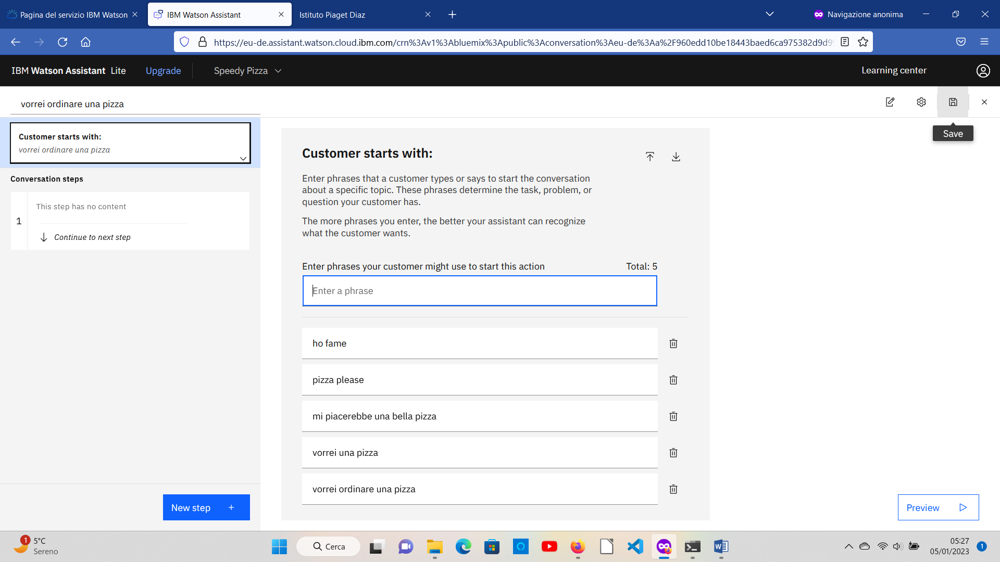 Pagina del servizio IBM Watson
IBM Watson Assistant
Istituto Piaget Diaz
Navigazione anonima
https://eu-de.assistant.watson.cloud.ibm.com/crn%3Av1%3Abluemix%3Apublic%3Aconversation%3Aeu-de%3Aa%2F960edd10be18443baed6ca975382d9d9
IBM Watson Assistant Lite
Upgrade
Speedy Pizza
Learning center
vorrei ordinare una pizza
Save
Customer starts with:
vorrei ordinare una pizza
Conversation steps
1
This step has no content
Continue to next step
New step
Customer starts with:
Enter phrases that a customer types or says to start the conversation
about a specific topic. These phrases determine the task, problem, or
question your customer has.
The more phrases you enter, the better your assistant can recognize
what the customer wants.
Enter phrases your customer might use to start this action
Total: 5
Enter a phrase
ho fame
pizza please
mi piacerebbe una bella pizza
vorrei una pizza
vorrei ordinare una pizza
Preview
1
5°C
Sereno
Cerca
05:27
05/01/2023
1